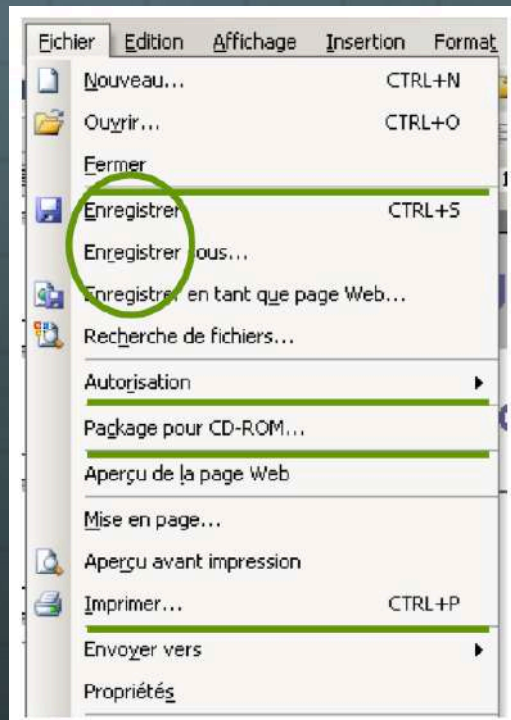 Fichier Edition Affichage Insertion Format
Nouveau... CTRL+N
Ouvrir... CTRL+O
Fermer
Enregistrer CTRL+S
Enregistrer sous...
Enregistrer en tant que page Web...
Recherche de fichiers...
Autorisation
Package pour CD-ROM...
Aperçu de la page Web
Mise en page...
Aperçu avant impression
Imprimer... CTRL+P
Envoyer vers
Propriétés